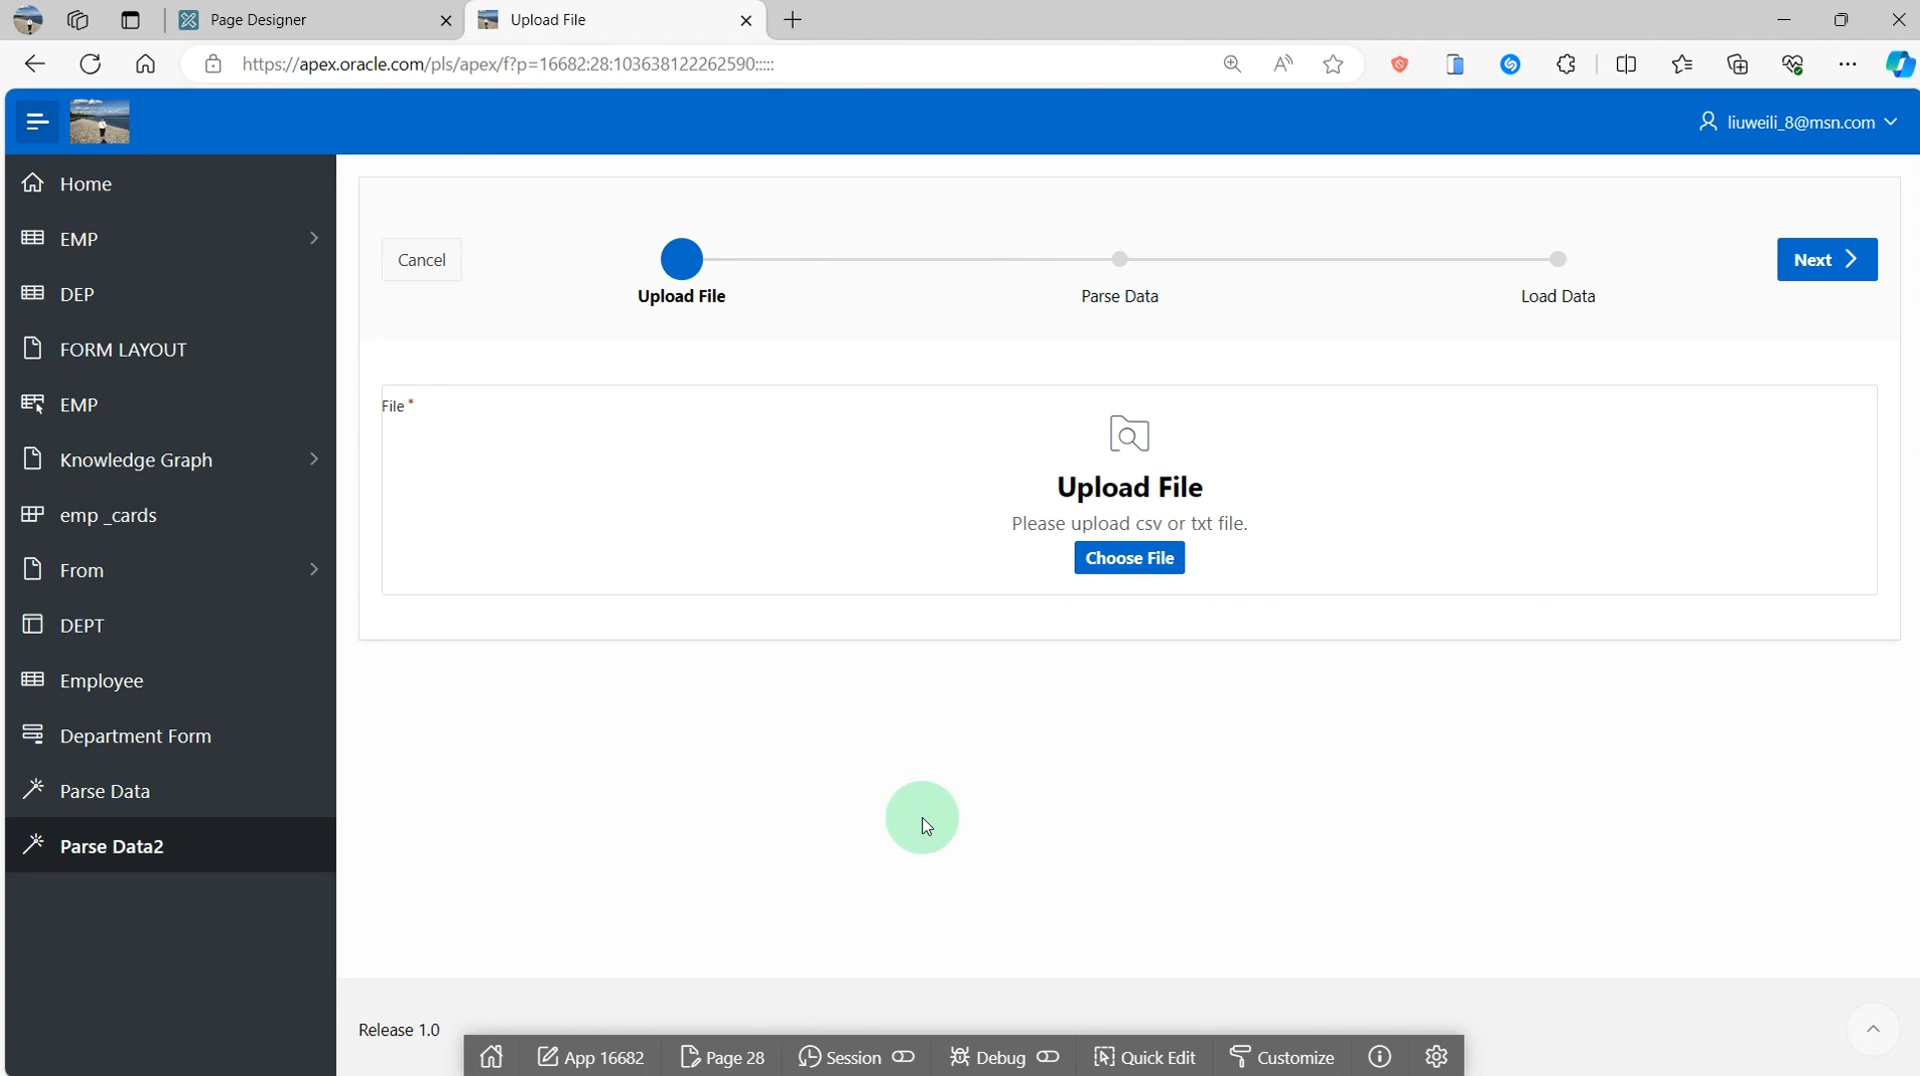 Page Designer
Upload File
https://apex.oracle.com/pls/apex/f?p=16682:28:103638122262590:::::
liuweili_8@msn.com
Home
EMP
DEP
FORM LAYOUT
EMP
Knowledge Graph
emp _cards
From
DEPT
Employee
Department Form
Parse Data
Parse Data2
Cancel
Upload File
Parse Data
Load Data
Next
File *
Upload File
Please upload csv or txt file.
Choose File
Release 1.0
App 16682
Page 28
Session
Debug
Quick Edit
Customize